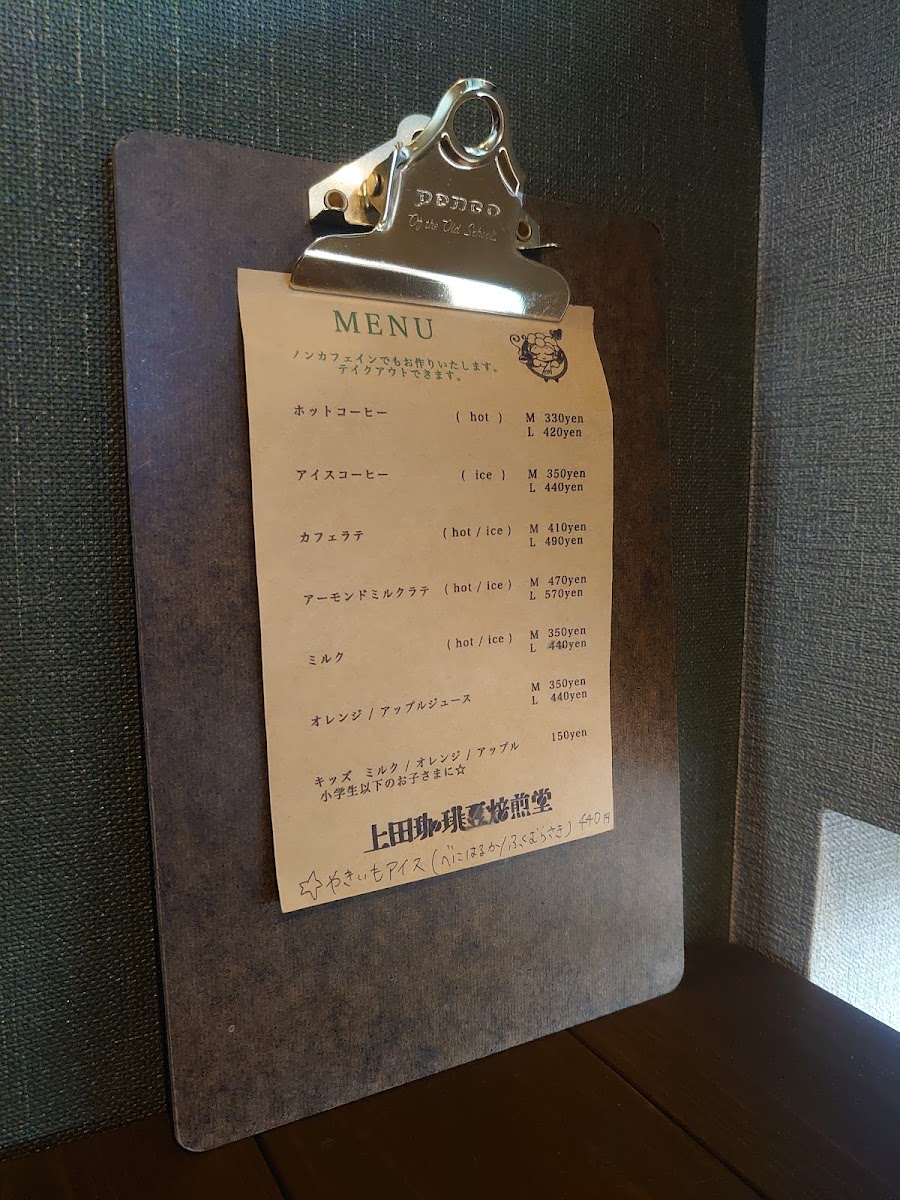 penco
Of the Old School
MENU
ノンカフェインでもお作りいたします。
テイクアウトできます。
ホットコーヒー ( hot ) M 330yen
L 420yen
アイスコーヒー ( ice ) M 350yen
L 440yen
カフェラテ ( hot / ice ) M 410yen
L 490yen
アーモンドミルクラテ ( hot / ice ) M 470yen
L 570yen
ミルク ( hot / ice ) M 350yen
L 440yen
オレンジ / アップルジュース M 350yen
L 440yen
キッズ ミルク / オレンジ / アップル 150yen
小学生以下のお子さまに☆
上田珈琲豆焙煎堂
☆やきいもアイス (べにはるか/ふくむらさき) 440円